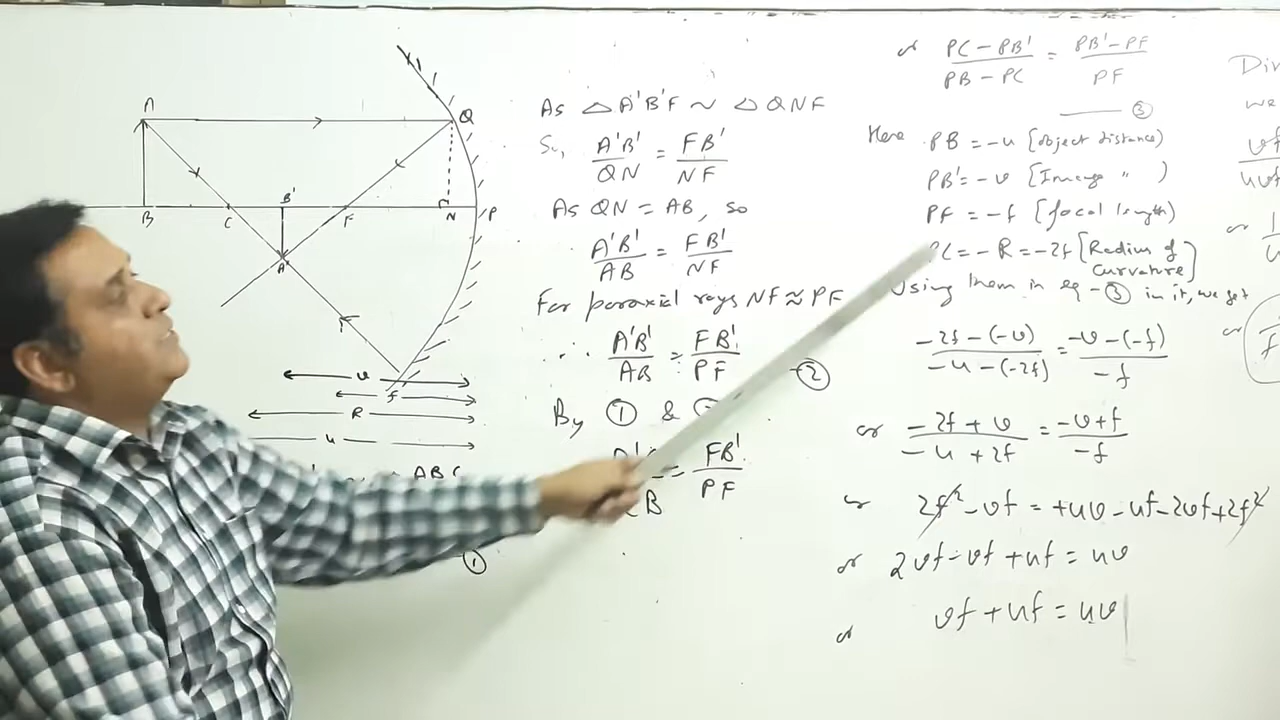 A
Q
B
C
B'
F
N
P
A'
v
f
R
u
ABC
①
As △A'B'F ~ △QNF
So, A'B'/QN = FB'/NF
As QN = AB, so
A'B'/AB = FB'/NF
For paraxial rays NF ≈ PF
∴ A'B'/AB = FB'/PF
②
By ① &
FB'/PF
or (PC - PB')/(PB - PC) = (PB' - PF)/PF
③
Here PB = -u [object distance)
PB' = -v [Image " )
PF = -f [focal length)
PC = -R = -2f [Radius of curvature]
Using them in eq - ③ in it, we get
(-2f - (-v))/(-u - (-2f)) = (-v - (-f))/-f
or (-2f + v)/(-u + 2f) = (-v + f)/-f
or 2f² - vf = +uv - uf - 2vf + 2f²
or 2vf - vf + uf = uv
or vf + uf = uv
we
or
or